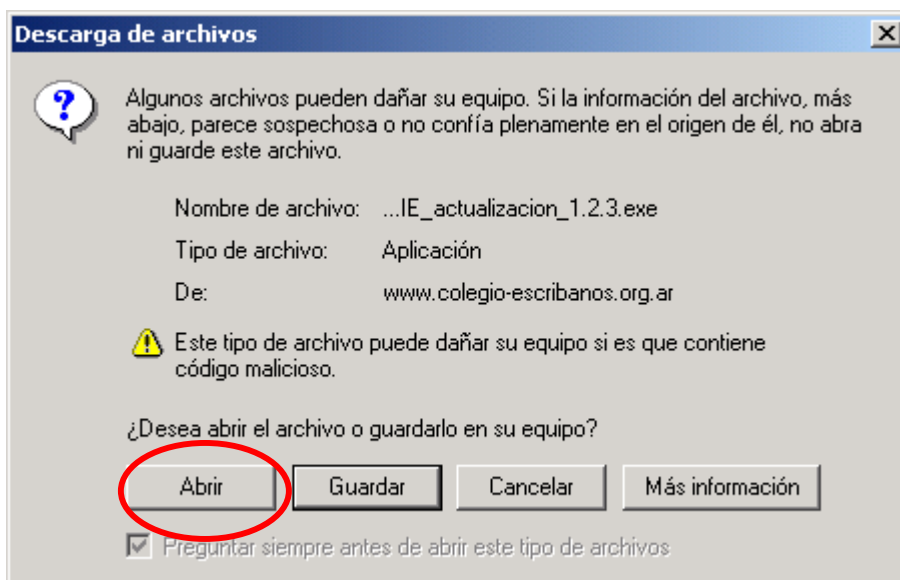 Descarga de archivos
Algunos archivos pueden dañar su equipo. Si la información del archivo, más
abajo, parece sospechosa o no confía plenamente en el origen de él, no abra
ni guarde este archivo.
Nombre de archivo: ...IE_actualizacion_1.2.3.exe
Tipo de archivo: Aplicación
De: www.colegio-escribanos.org.ar
Este tipo de archivo puede dañar su equipo si es que contiene
código malicioso.
¿Desea abrir el archivo o guardarlo en su equipo?
Abrir Guardar Cancelar Más información
Preguntar siempre antes de abrir este tipo de archivos